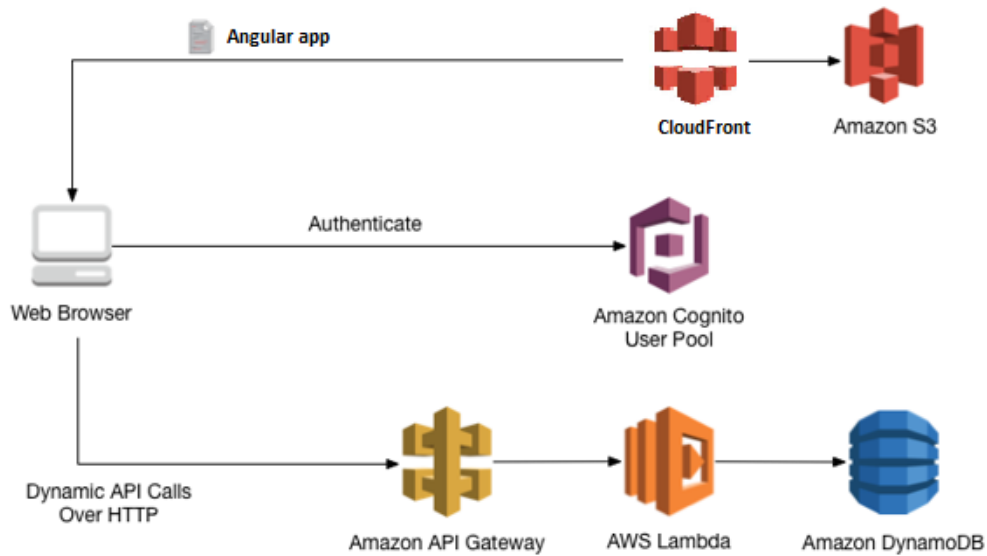 Angular app
CloudFront
Amazon S3
Authenticate
Web Browser
Amazon Cognito
User Pool
Dynamic API Calls
Over HTTP
Amazon API Gateway
AWS Lambda
Amazon DynamoDB